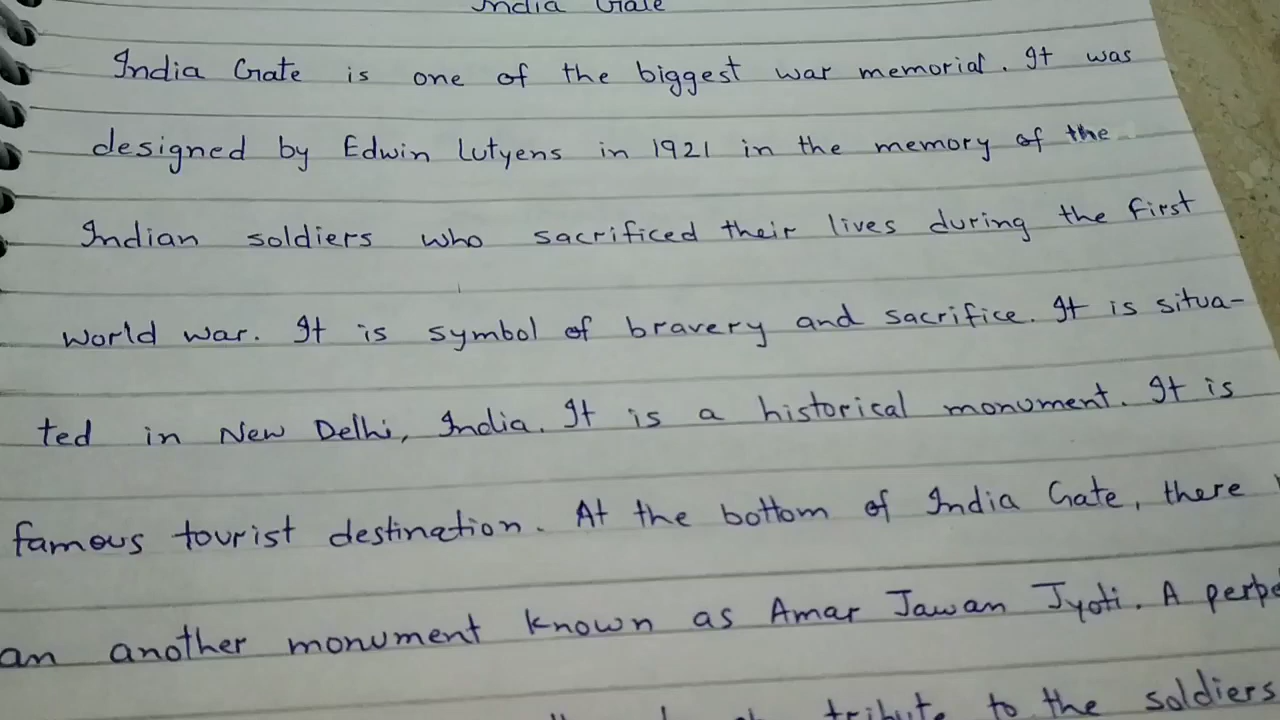 India Gate
India Gate is one of the biggest war memorial. It was
designed by Edwin Lutyens in 1921 in the memory of the
Indian soldiers who sacrificed their lives during the first
world war. It is symbol of bravery and sacrifice. It is situa-
ted in New Delhi, India. It is a historical monument. It is
famous tourist destination. At the bottom of India Gate, there
an another monument known as Amar Jawan Jyoti. A
tribute to the soldiers